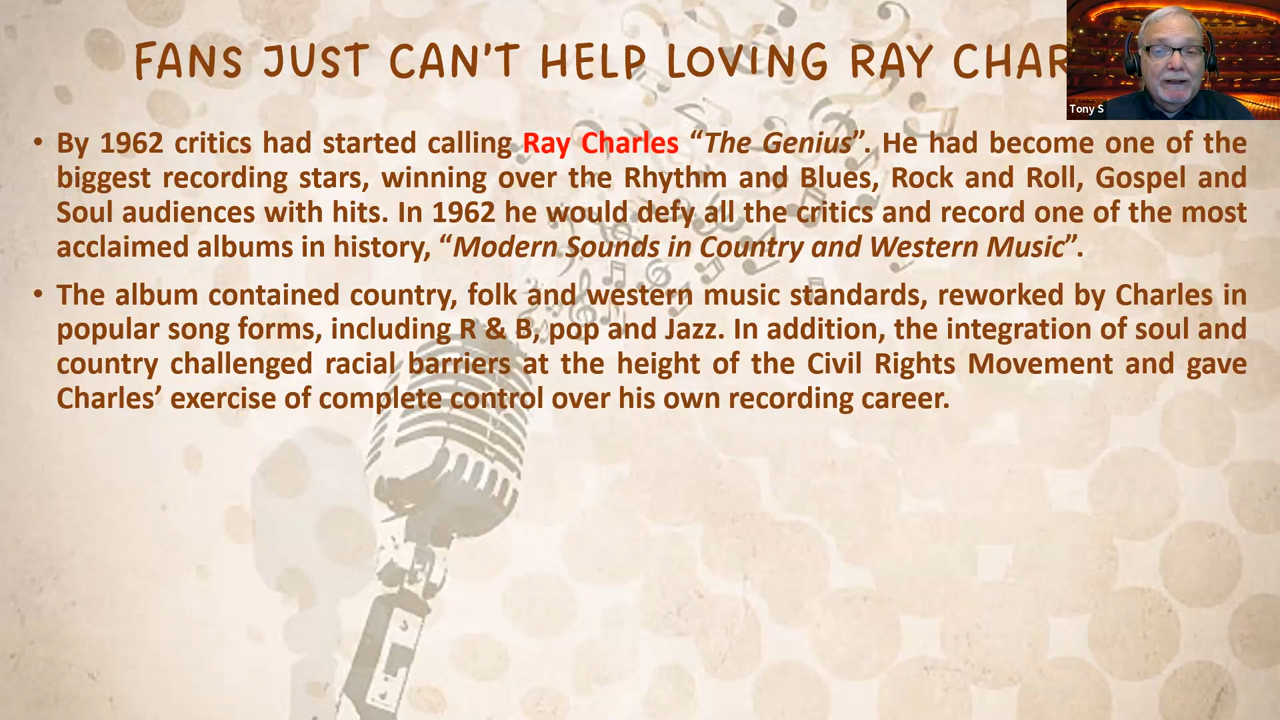 FANS JUST CAN'T HELP LOVING RAY CHAR
Tony S
• By 1962 critics had started calling Ray Charles “The Genius”. He had become one of the
biggest recording stars, winning over the Rhythm and Blues, Rock and Roll, Gospel and
Soul audiences with hits. In 1962 he would defy all the critics and record one of the most
acclaimed albums in history, “Modern Sounds in Country and Western Music”.
• The album contained country, folk and western music standards, reworked by Charles in
popular song forms, including R & B, pop and Jazz. In addition, the integration of soul and
country challenged racial barriers at the height of the Civil Rights Movement and gave
Charles’ exercise of complete control over his own recording career.